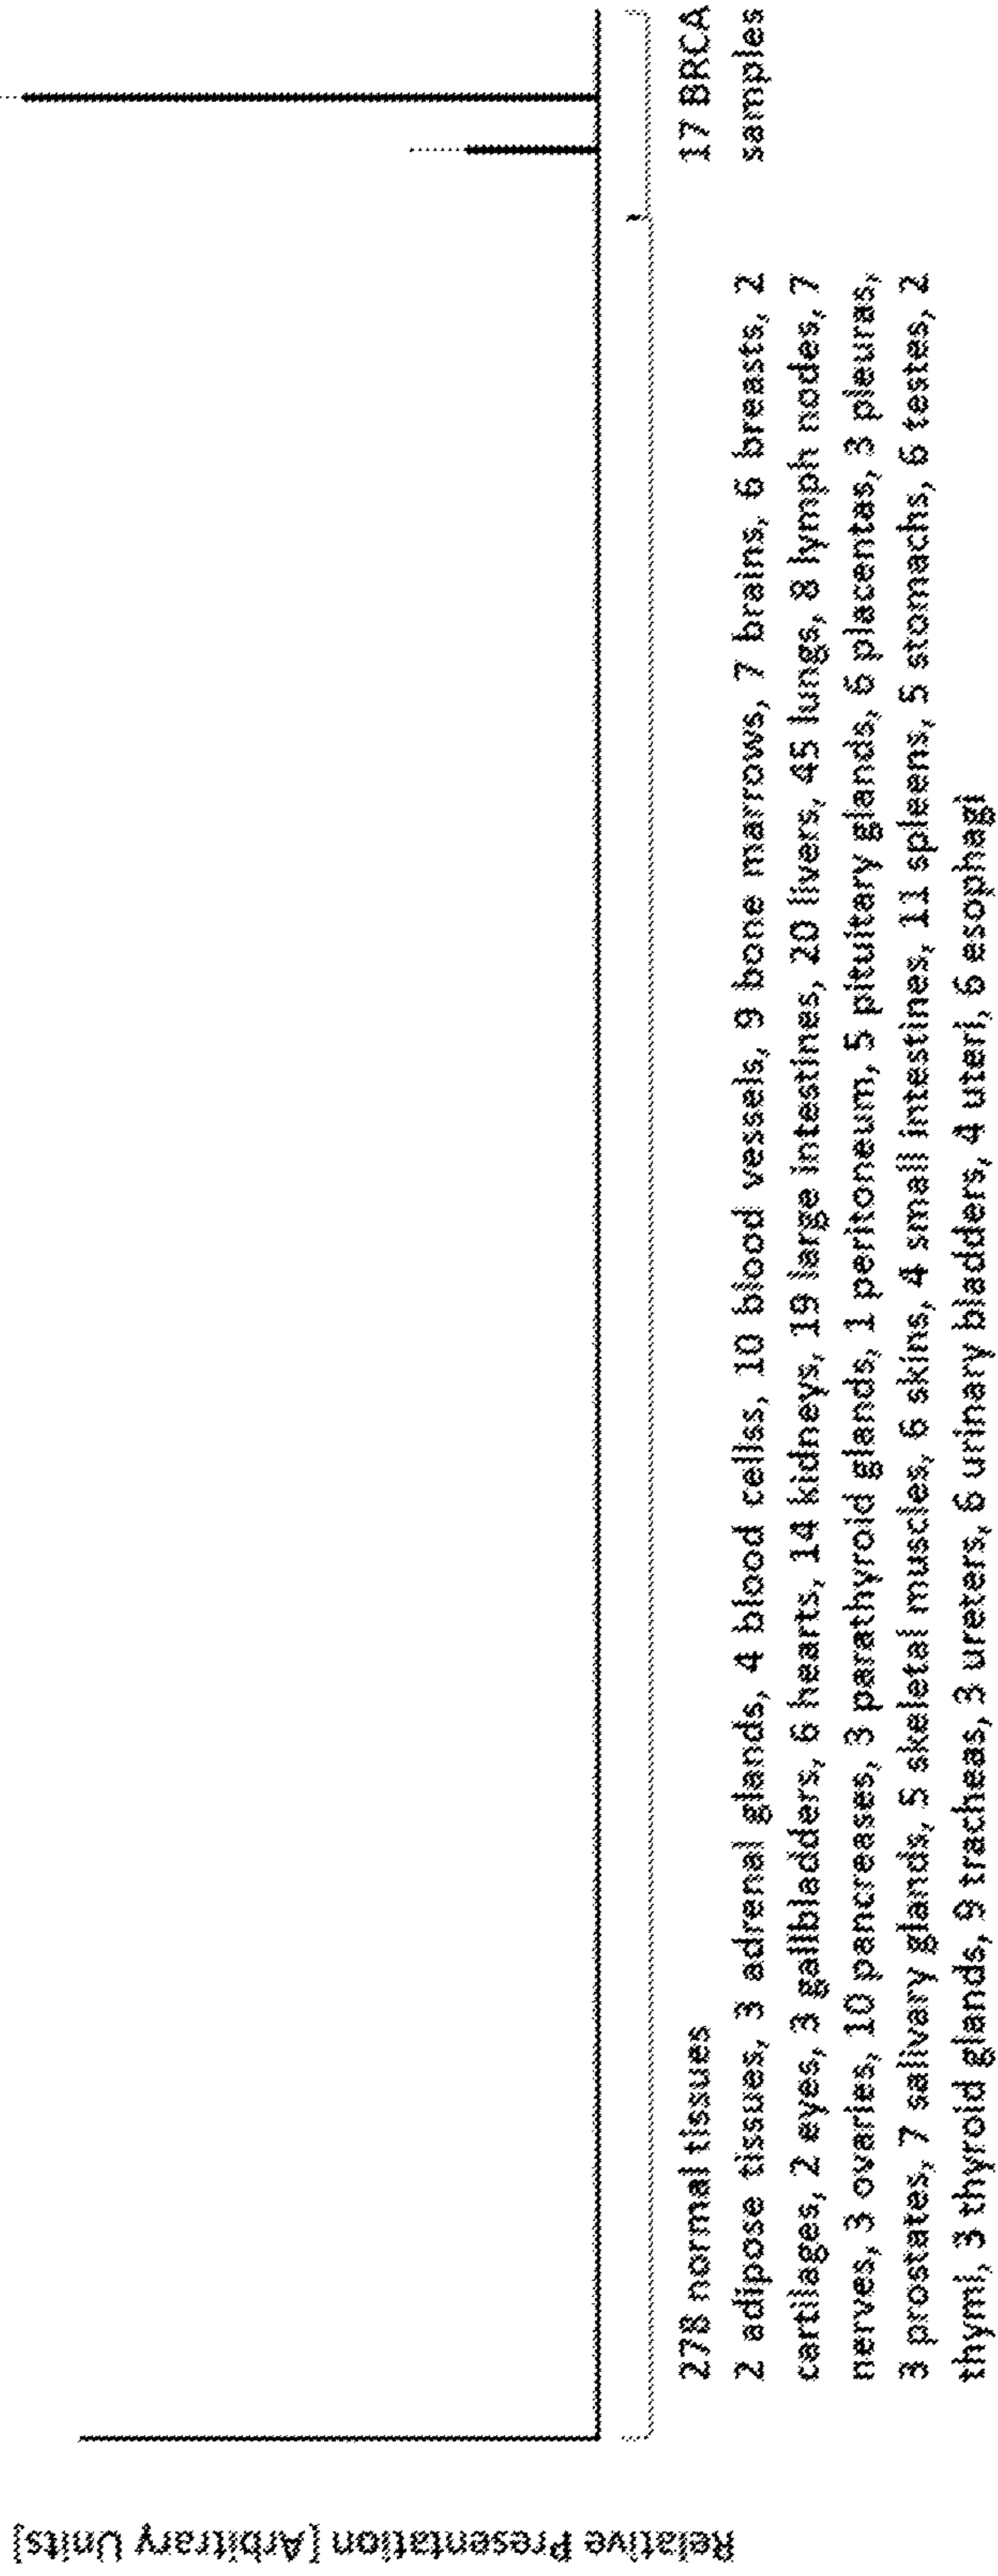 Relative Presentation [Arbitrary Units]
278 normal tissues
2 adipose tissues, 3 adrenal glands, 4 blood cellss, 10 blood vessels, 9 bone marrows, 7 brains, 6 breasts, 2
cartilages, 2 eyes, 3 gallbladders, 6 hearts, 14 kidneys, 19 large intestines, 20 livers, 45 lungs, 8 lymph nodes, 7
nerves, 3 ovaries, 10 pancreases, 3 parathyroid glands, 1 peritoneum, 5 pituitary glands, 6 placentas, 3 pleuras,
3 prostates, 7 salivary glands, 5 skeletal muscles, 6 skins, 4 small intestines, 11 spleens, 5 stomachs, 6 testes, 2
thymi, 3 thyroid glands, 9 tracheas, 3 ureters, 6 urinary bladders, 4 uteri, 6 esophagi
17 BRCA
samples